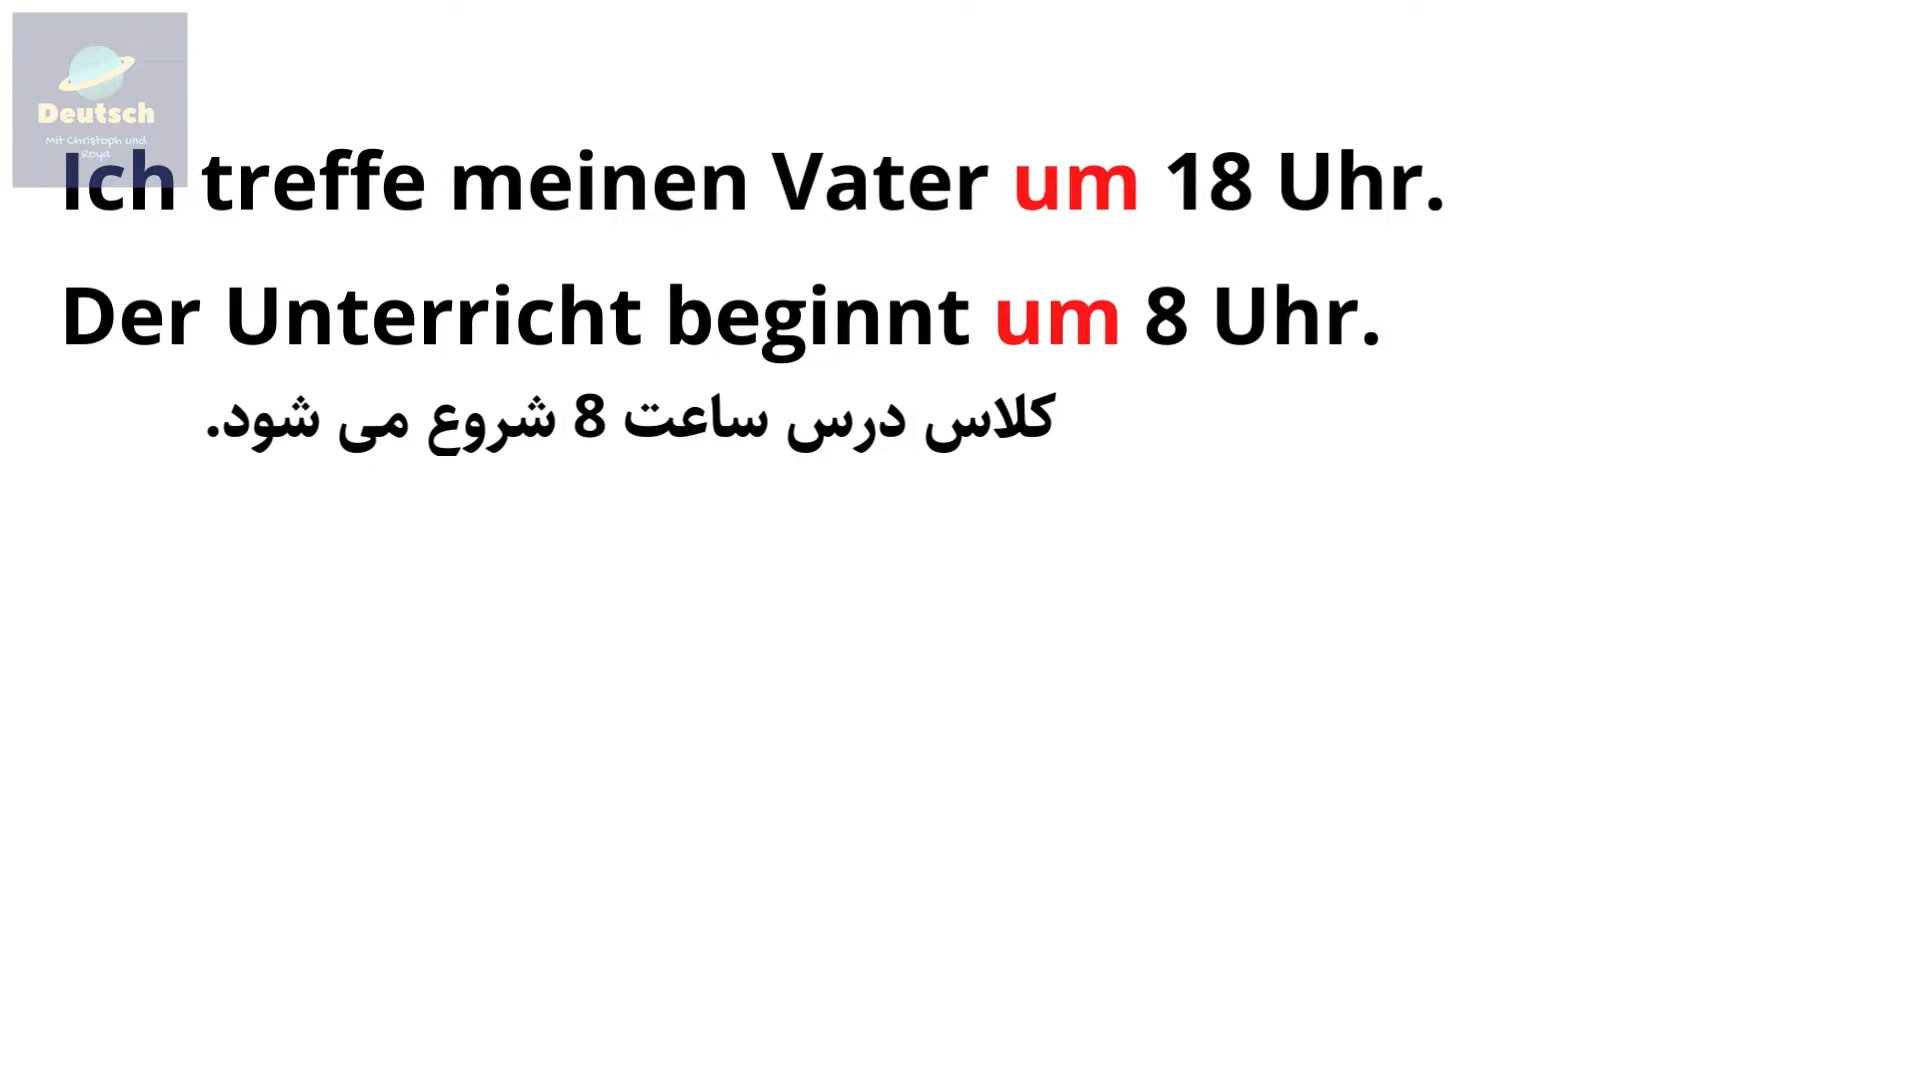 Deutsch
Mit Christoph und
Roya
Ich treffe meinen Vater um 18 Uhr.
Der Unterricht beginnt um 8 Uhr.
کلاس درس ساعت 8 شروع می شود.